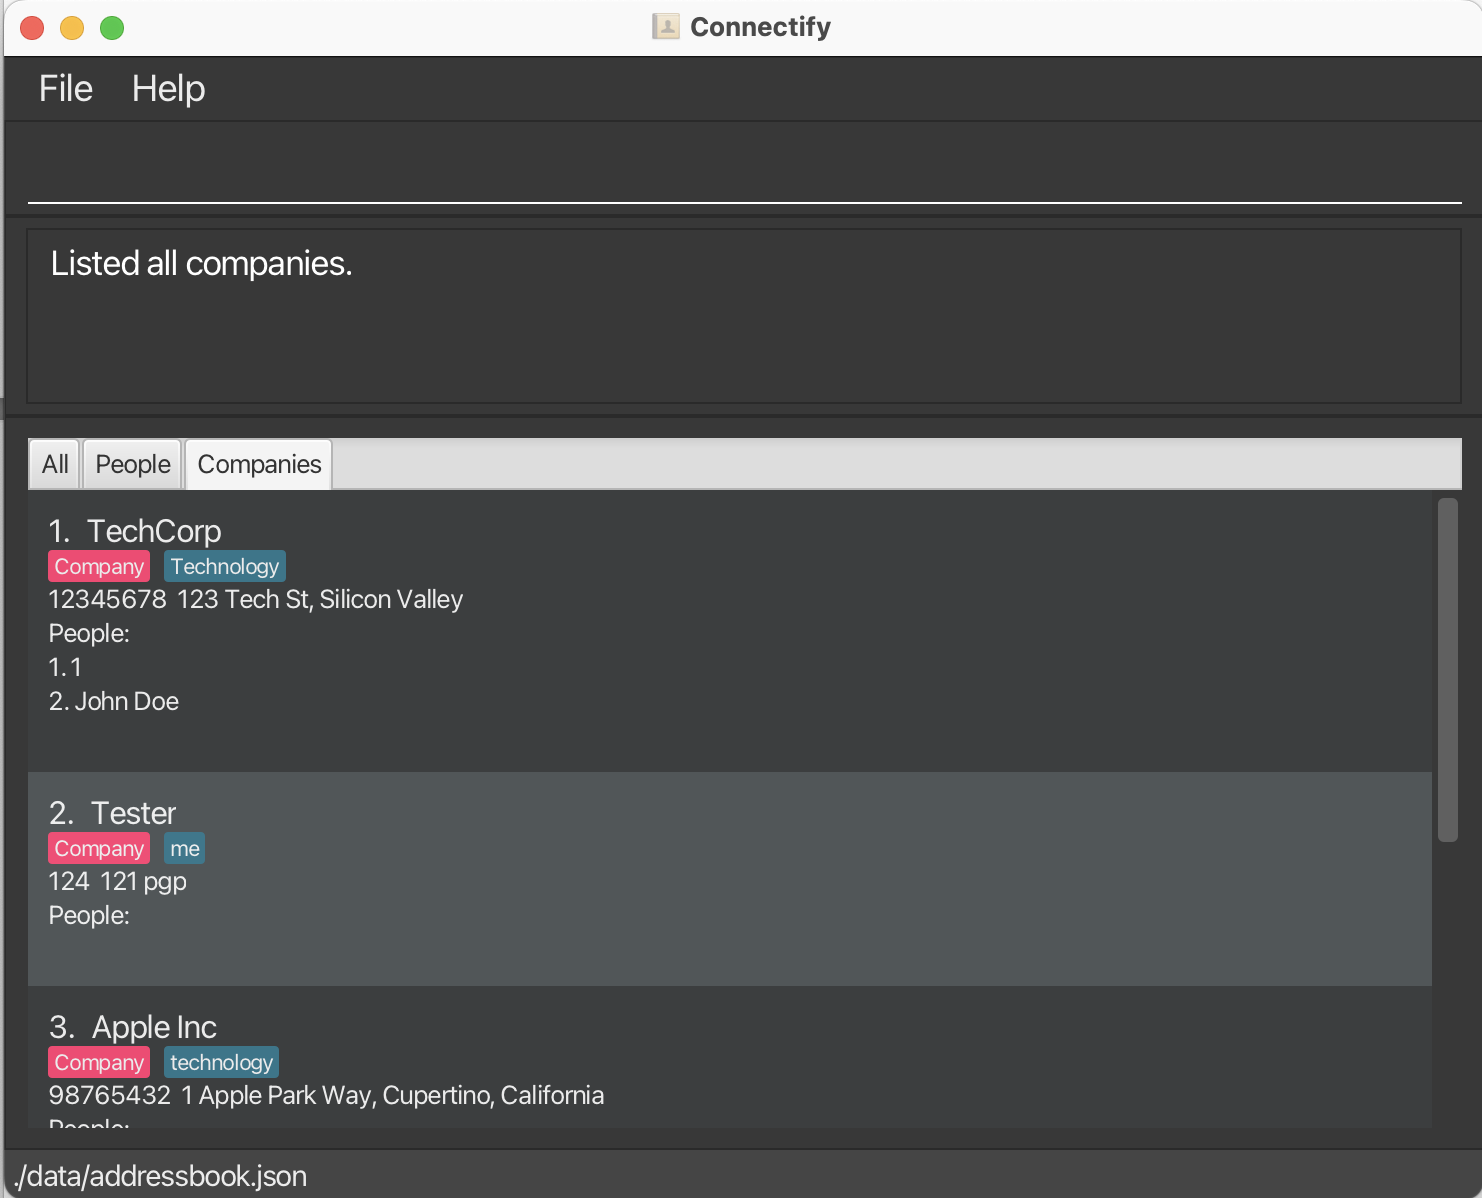 Connectify
File Help
Listed all companies.
All People Companies
1. TechCorp
Company Technology
12345678 123 Tech St, Silicon Valley
People:
1. 1
2. John Doe
2. Tester
Company me
124 121 pgp
People:
3. Apple Inc
Company technology
98765432 1 Apple Park Way, Cupertino, California
People:
./data/addressbook.json